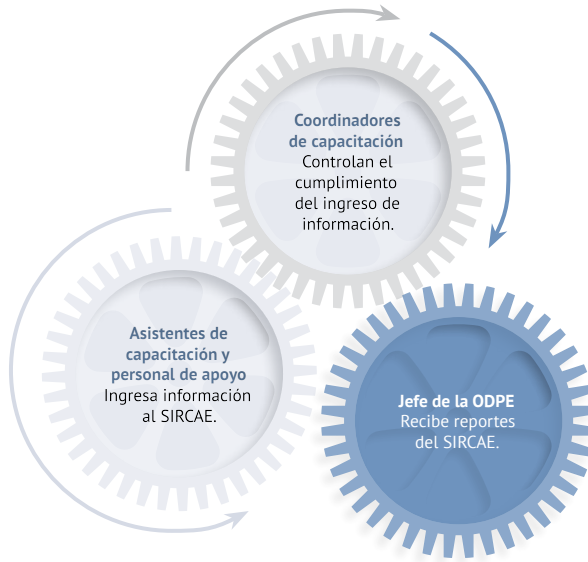 Coordinadores
de capacitación
Controlan el
cumplimiento
del ingreso de
información.
Asistentes de
capacitación y
personal de apoyo
Ingresa información
al SIRCAE.
Jefe de la ODPE
Recibe reportes
del SIRCAE.